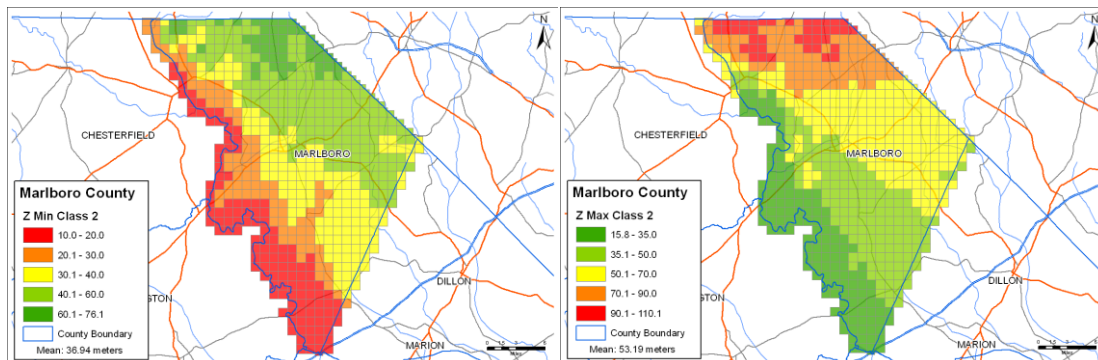 N
CHESTERFIELD
MARLBORO
Marlboro County
Z Min Class 2
10.0 - 20.0
20.1 - 30.0
30.1 - 40.0
40.1 - 60.0
60.1 - 76.1
County Boundary
Mean: 36.94 meters
NGTON
DILLON
MARION
N
CHESTERFIELD
MARLBORO
Marlboro County
Z Max Class 2
15.8 - 35.0
35.1 - 50.0
50.1 - 70.0
70.1 - 90.0
90.1 - 110.1
County Boundary
Mean: 53.19 meters
NGTON
DILLON
MARION